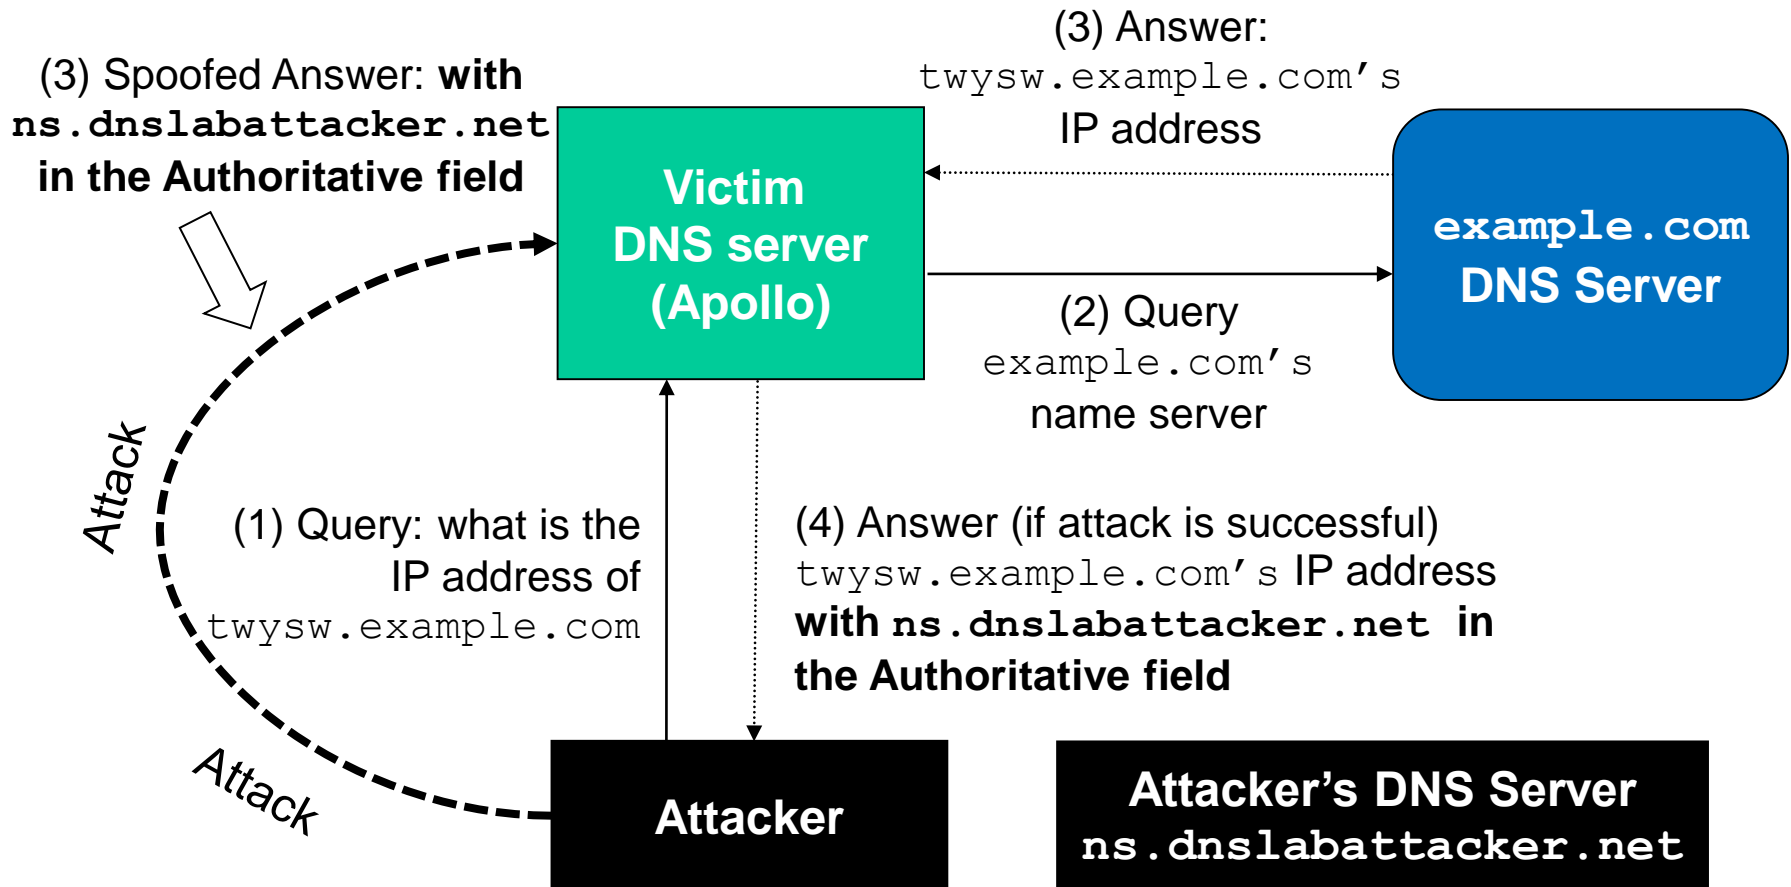 (3) Spoofed Answer: with
ns.dnslabattacker.net
in the Authoritative field
(3) Answer:
twysw.example.com’s
IP address
Victim
DNS server
(Apollo)
example.com
DNS Server
(2) Query
example.com’s
name server
Attack
(1) Query: what is the
IP address of
twysw.example.com
(4) Answer (if attack is successful)
twysw.example.com’s IP address
with ns.dnslabattacker.net in
the Authoritative field
Attack
Attacker
Attacker’s DNS Server
ns.dnslabattacker.net